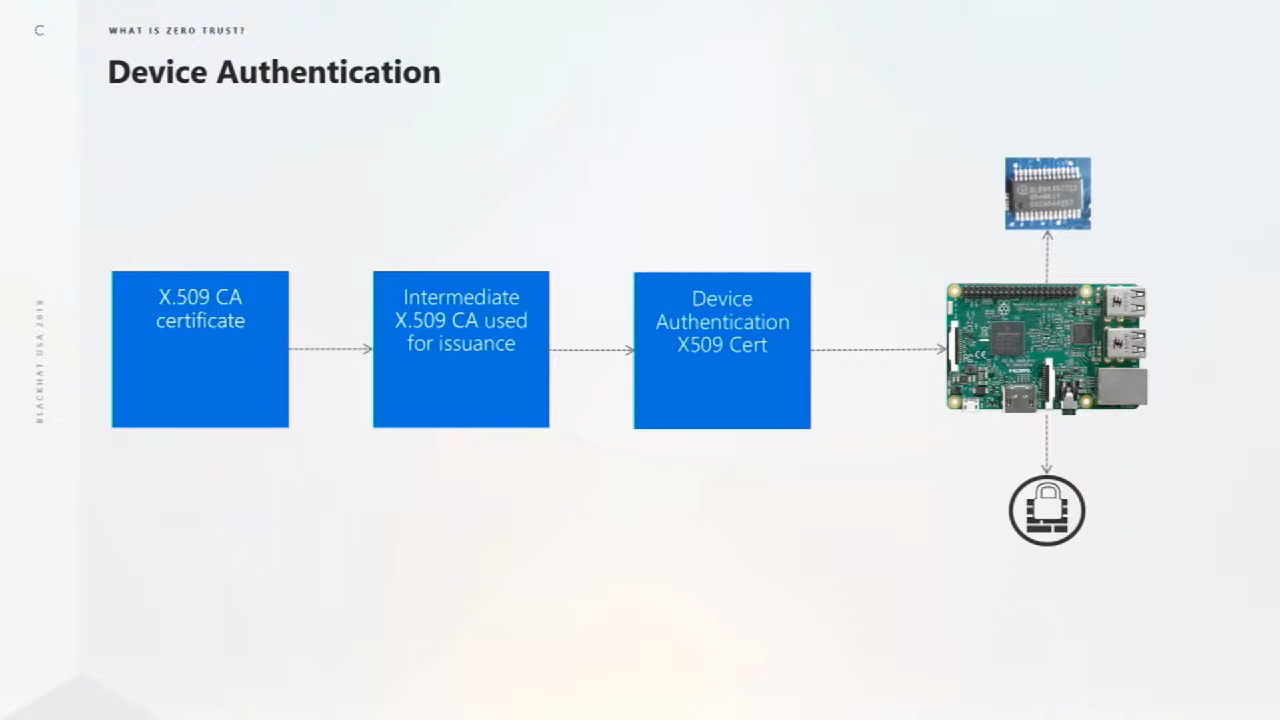 C
WHAT IS ZERO TRUST?
Device Authentication
X.509 CA
certificate
Intermediate
X.509 CA used
for issuance
Device
Authentication
X509 Cert
BLACKHAT USA 2018
HDMI